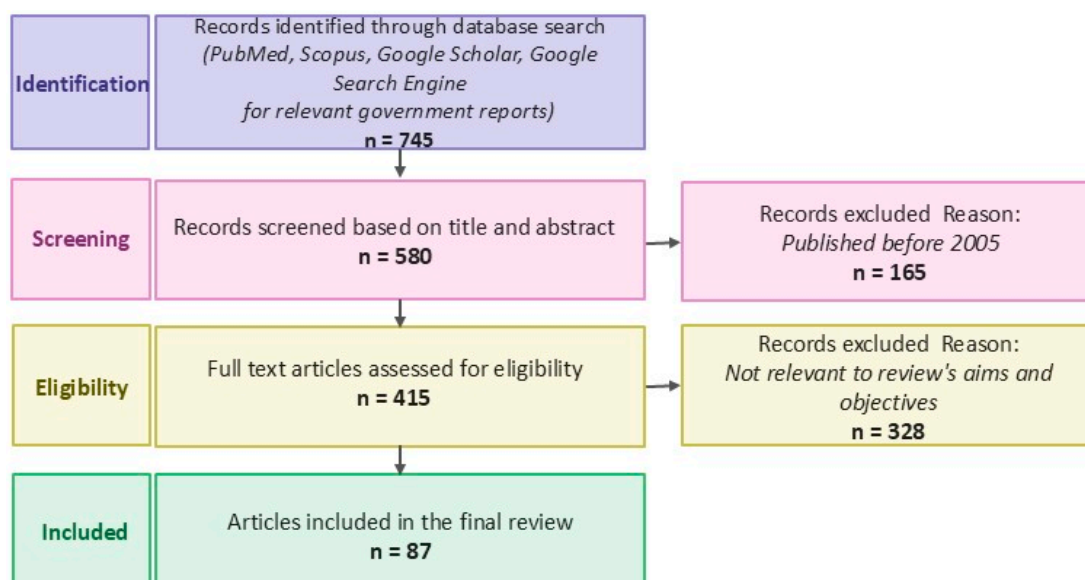 Identification
Records identified through database search
(PubMed, Scopus, Google Scholar, Google
Search Engine
for relevant government reports)
n = 745
Screening
Records screened based on title and abstract
n = 580
Records excluded Reason:
Published before 2005
n = 165
Eligibility
Full text articles assessed for eligibility
n = 415
Records excluded Reason:
Not relevant to review's aims and
objectives
n = 328
Included
Articles included in the final review
n = 87